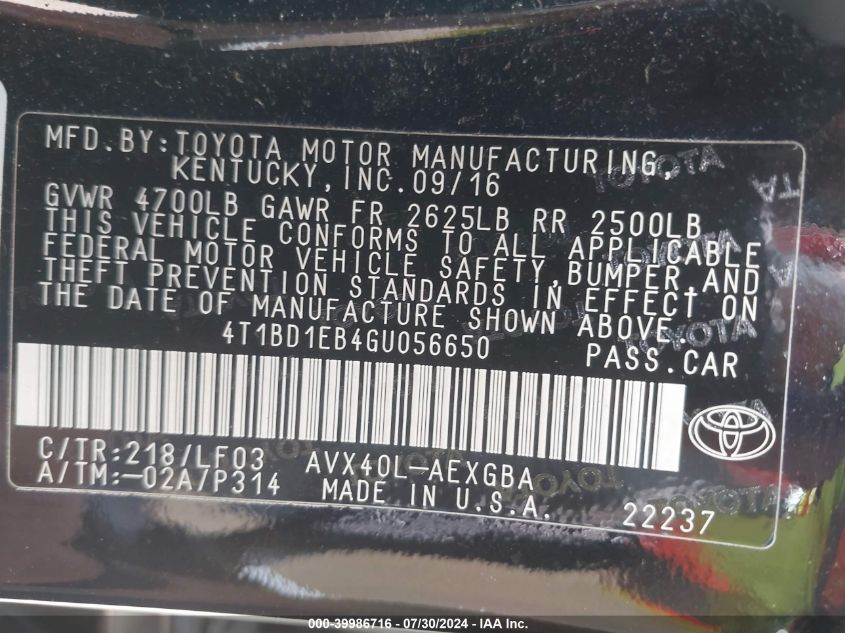 MFD.BY:TOYOTA MOTOR MANUFACTURING,
KENTUCKY,INC.09/16
GVWR 4700LB GAWR FR 2625LB RR 2500LB
THIS VEHICLE CONFORMS TO ALL APPLICABLE
FEDERAL MOTOR VEHICLE SAFETY,BUMPER,AND
THEFT PREVENTION STANDARDS IN EFFECT ON
THE DATE OF MANUFACTURE SHOWN ABOVE.
4T1BD1EB4GU056650 PASS.CAR
C/TR:218/LF03 AVX40L-AEXGBA
A/TM:-02A/P314 MADE IN U.S.A. 22237
TOYOTA
000-39986716 - 07/30/2024 - IAA Inc.